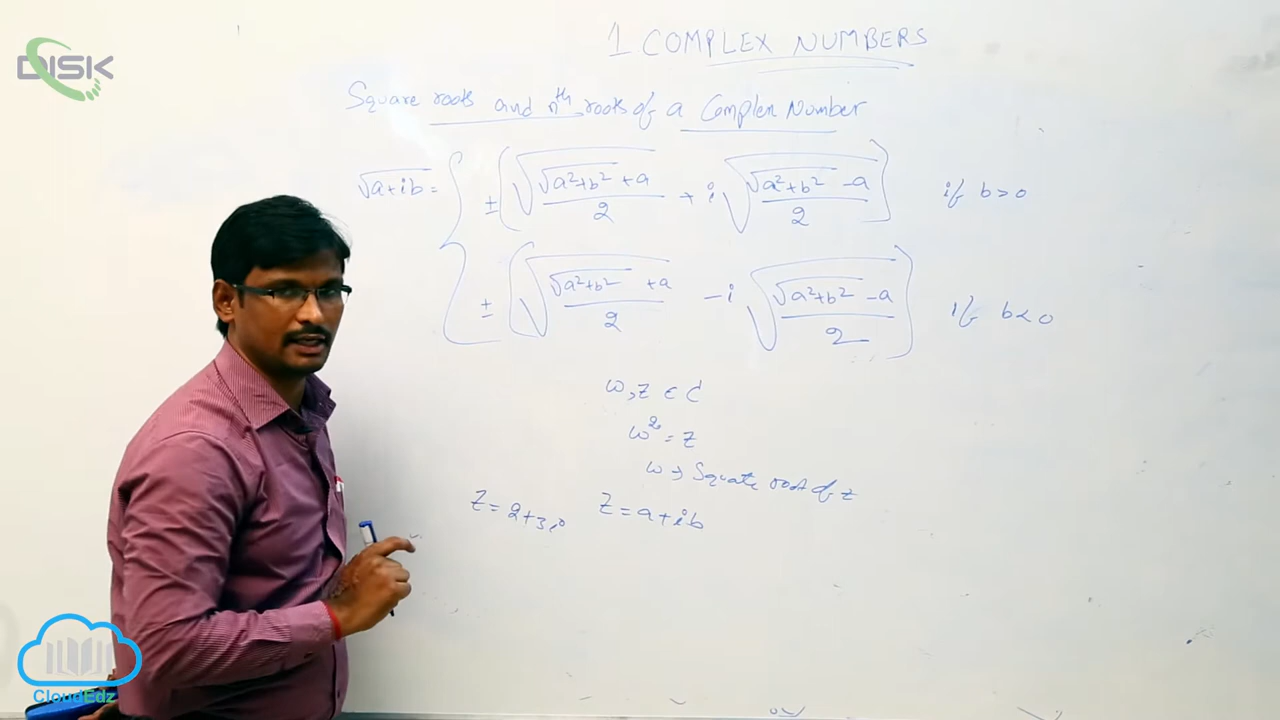 DISK
1 COMPLEX NUMBERS
Square roots and nth roots of a Complex Number
√(a+ib) = { ± (√((√(a²+b²) + a)/2) + i √((√(a²+b²) - a)/2)) if b>0
± (√((√(a²+b²) + a)/2) - i √((√(a²+b²) - a)/2)) if b<0
ω, z ∈ C
ω² = z
ω → Square root of z
Z = 2+3i Z = a+ib
CloudEdz